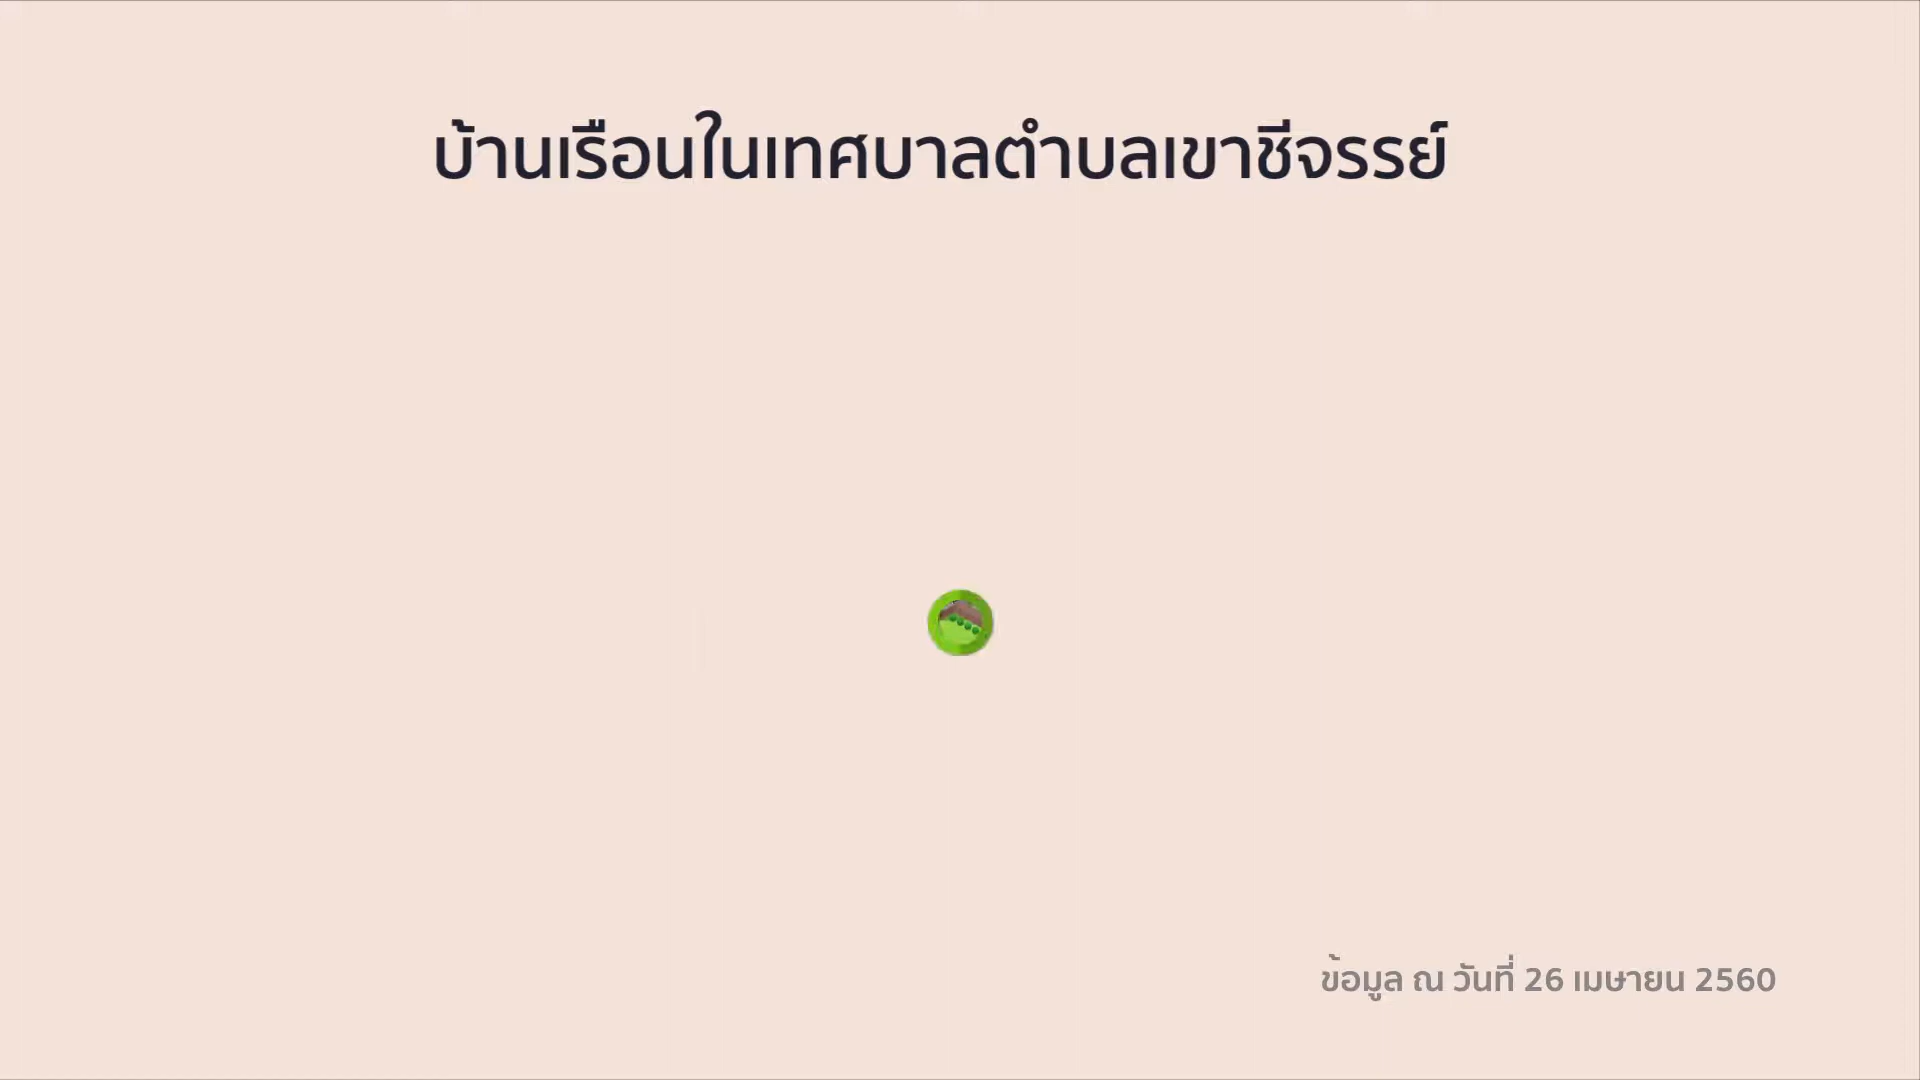 บ้านเรือนในเทศบาลตำบลเขาชีจรรย์
ข้อมูล ณ วันที่ 26 เมษายน 2560